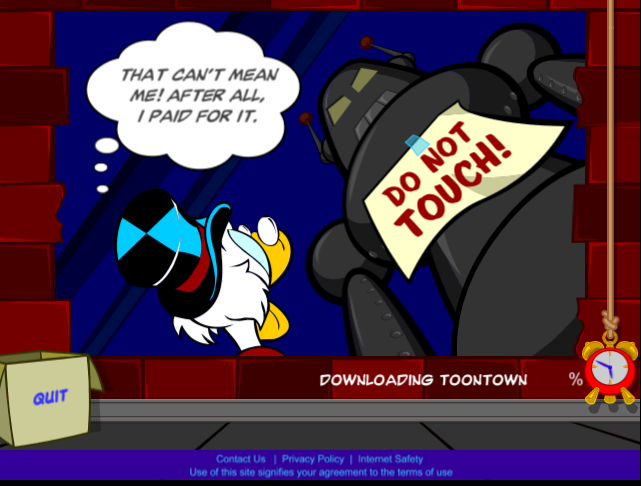 THAT CAN'T MEAN
ME! AFTER ALL,
I PAID FOR IT.
DO NOT
TOUCH!
DOWNLOADING TOONTOWN %
QUIT
Contact Us | Privacy Policy | Internet Safety
Use of this site signifies your agreement to the terms of use